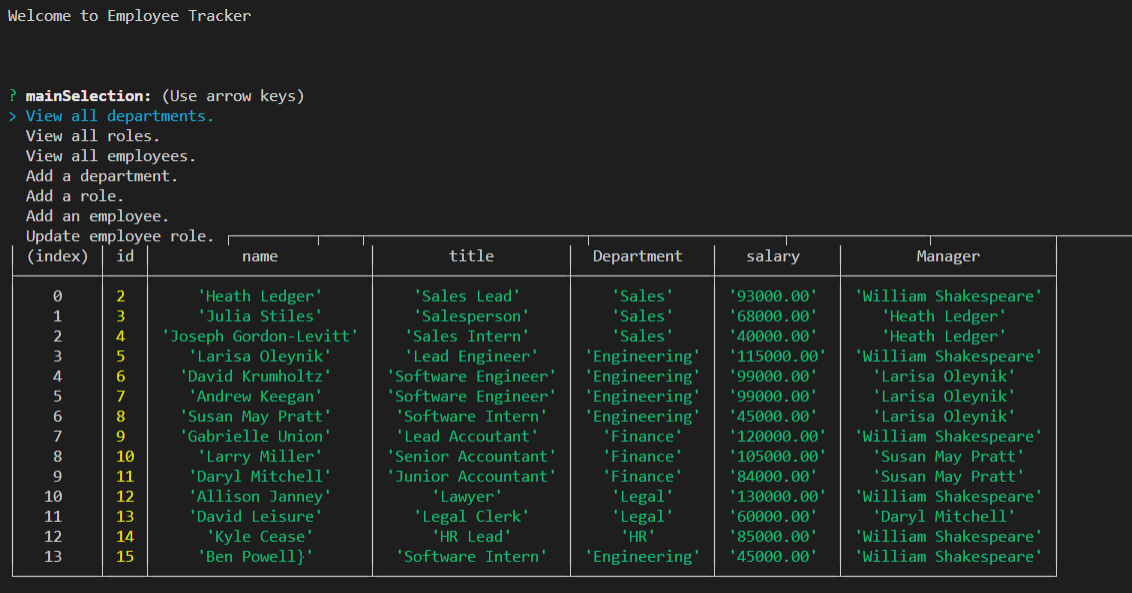 Welcome to Employee Tracker
? mainSelection: (Use arrow keys)
> View all departments.
View all roles.
View all employees.
Add a department.
Add a role.
Add an employee.
Update employee role.
(index) id name title Department salary Manager
0 2 'Heath Ledger' 'Sales Lead' 'Sales' '93000.00' 'William Shakespeare'
1 3 'Julia Stiles' 'Salesperson' 'Sales' '68000.00' 'Heath Ledger'
2 4 'Joseph Gordon-Levitt' 'Sales Intern' 'Sales' '40000.00' 'Heath Ledger'
3 5 'Larisa Oleynik' 'Lead Engineer' 'Engineering' '115000.00' 'William Shakespeare'
4 6 'David Krumholtz' 'Software Engineer' 'Engineering' '99000.00' 'Larisa Oleynik'
5 7 'Andrew Keegan' 'Software Engineer' 'Engineering' '99000.00' 'Larisa Oleynik'
6 8 'Susan May Pratt' 'Software Intern' 'Engineering' '45000.00' 'Larisa Oleynik'
7 9 'Gabrielle Union' 'Lead Accoutant' 'Finance' '120000.00' 'William Shakespeare'
8 10 'Larry Miller' 'Senior Accountant' 'Finance' '105000.00' 'Susan May Pratt'
9 11 'Daryl Mitchell' 'Junior Accountant' 'Finance' '84000.00' 'Susan May Pratt'
10 12 'Allison Janney' 'Lawyer' 'Legal' '130000.00' 'William Shakespeare'
11 13 'David Leisure' 'Legal Clerk' 'Legal' '60000.00' 'Daryl Mitchell'
12 14 'Kyle Cease' 'HR Lead' 'HR' '85000.00' 'William Shakespeare'
13 15 'Ben Powell}' 'Software Intern' 'Engineering' '45000.00' 'William Shakespeare'